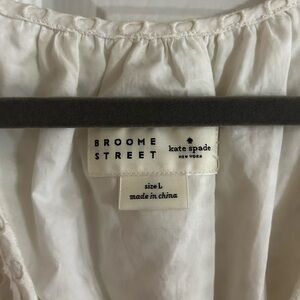 BROOME
STREET
kate spade
NEW YORK
size L
made in china